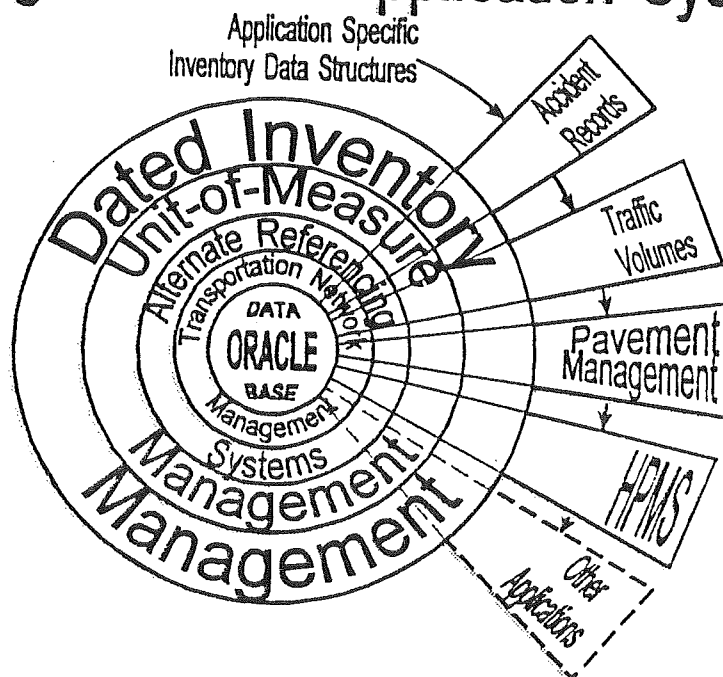 Application Specific
Inventory Data Structures
Accident
Records
Traffic
Volumes
Pavement
Management
HPMS
Other
Applications
Dated Inventory
Unit-of-Measure
Alternate Referencing
Transportation Network
DATA
ORACLE
BASE
Management
Systems
Management
Management